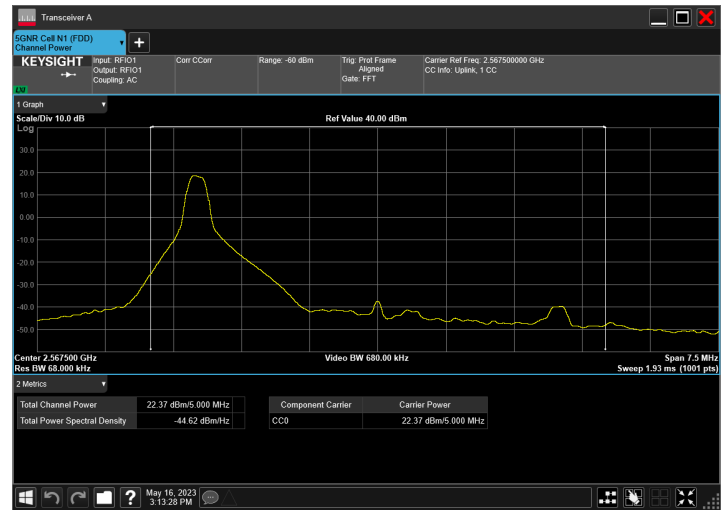 Transceiver A
5GNR Cell N1 (FDD)
Channel Power
KEYSIGHT
LXI
Input: RFIO1
Output: RFIO1
Coupling: AC
Corr CCorr
Range: -60 dBm
Trig: Prot Frame
Aligned
Gate: FFT
Carrier Ref Freq: 2.567500000 GHz
CC Info: Uplink, 1 CC
1 Graph
Scale/Div 10.0 dB
Ref Value 40.00 dBm
Log
30.0
20.0
10.0
0.00
-10.0
-20.0
-30.0
-40.0
-50.0
Center 2.567500 GHz
Video BW 680.00 kHz
Span 7.5 MHz
Res BW 68.000 kHz
Sweep 1.93 ms (1001 pts)
2 Metrics
Total Channel Power 22.37 dBm/5.000 MHz
Total Power Spectral Density -44.62 dBm/Hz
Component Carrier Carrier Power
CC0 22.37 dBm/5.000 MHz
?
May 16, 2023
3:13:28 PM